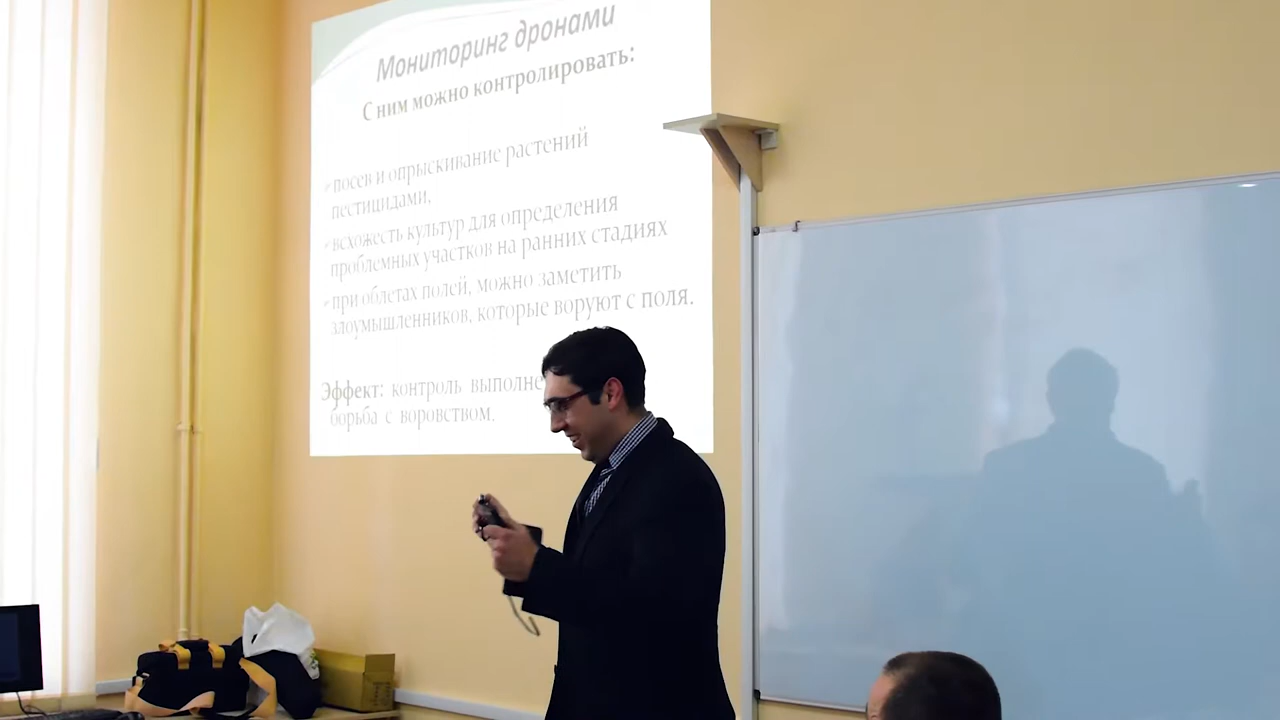 Мониторинг дронами
С ним можно контролировать:
посев и опрыскивание растений
пестицидами,
всхожесть культур для определения
проблемных участков на ранних стадиях
при облетах полей, можно заметить
злоумышленников, которые воруют с поля.
Эффект: контроль
борьба с воровством.